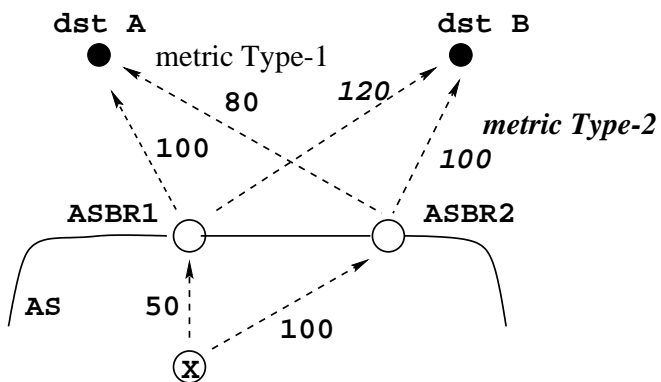 dst A dst B
metric Type-1
80 120
metric Type-2
100 100
ASBR1 ASBR2
AS 50 100
X